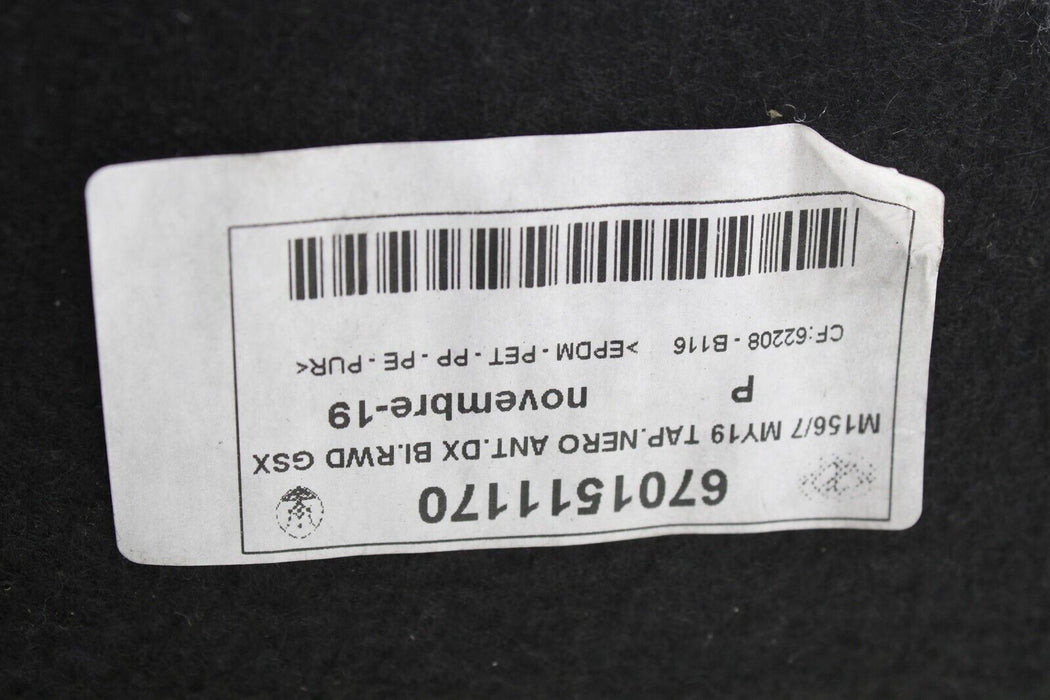 6701511170
M156/7 MY19 TAP.NERO ANT.DX BI.RWD GSX
P novembre-19
CF:62208 - B116 >EPDM - PET - PP - PE - PUR<